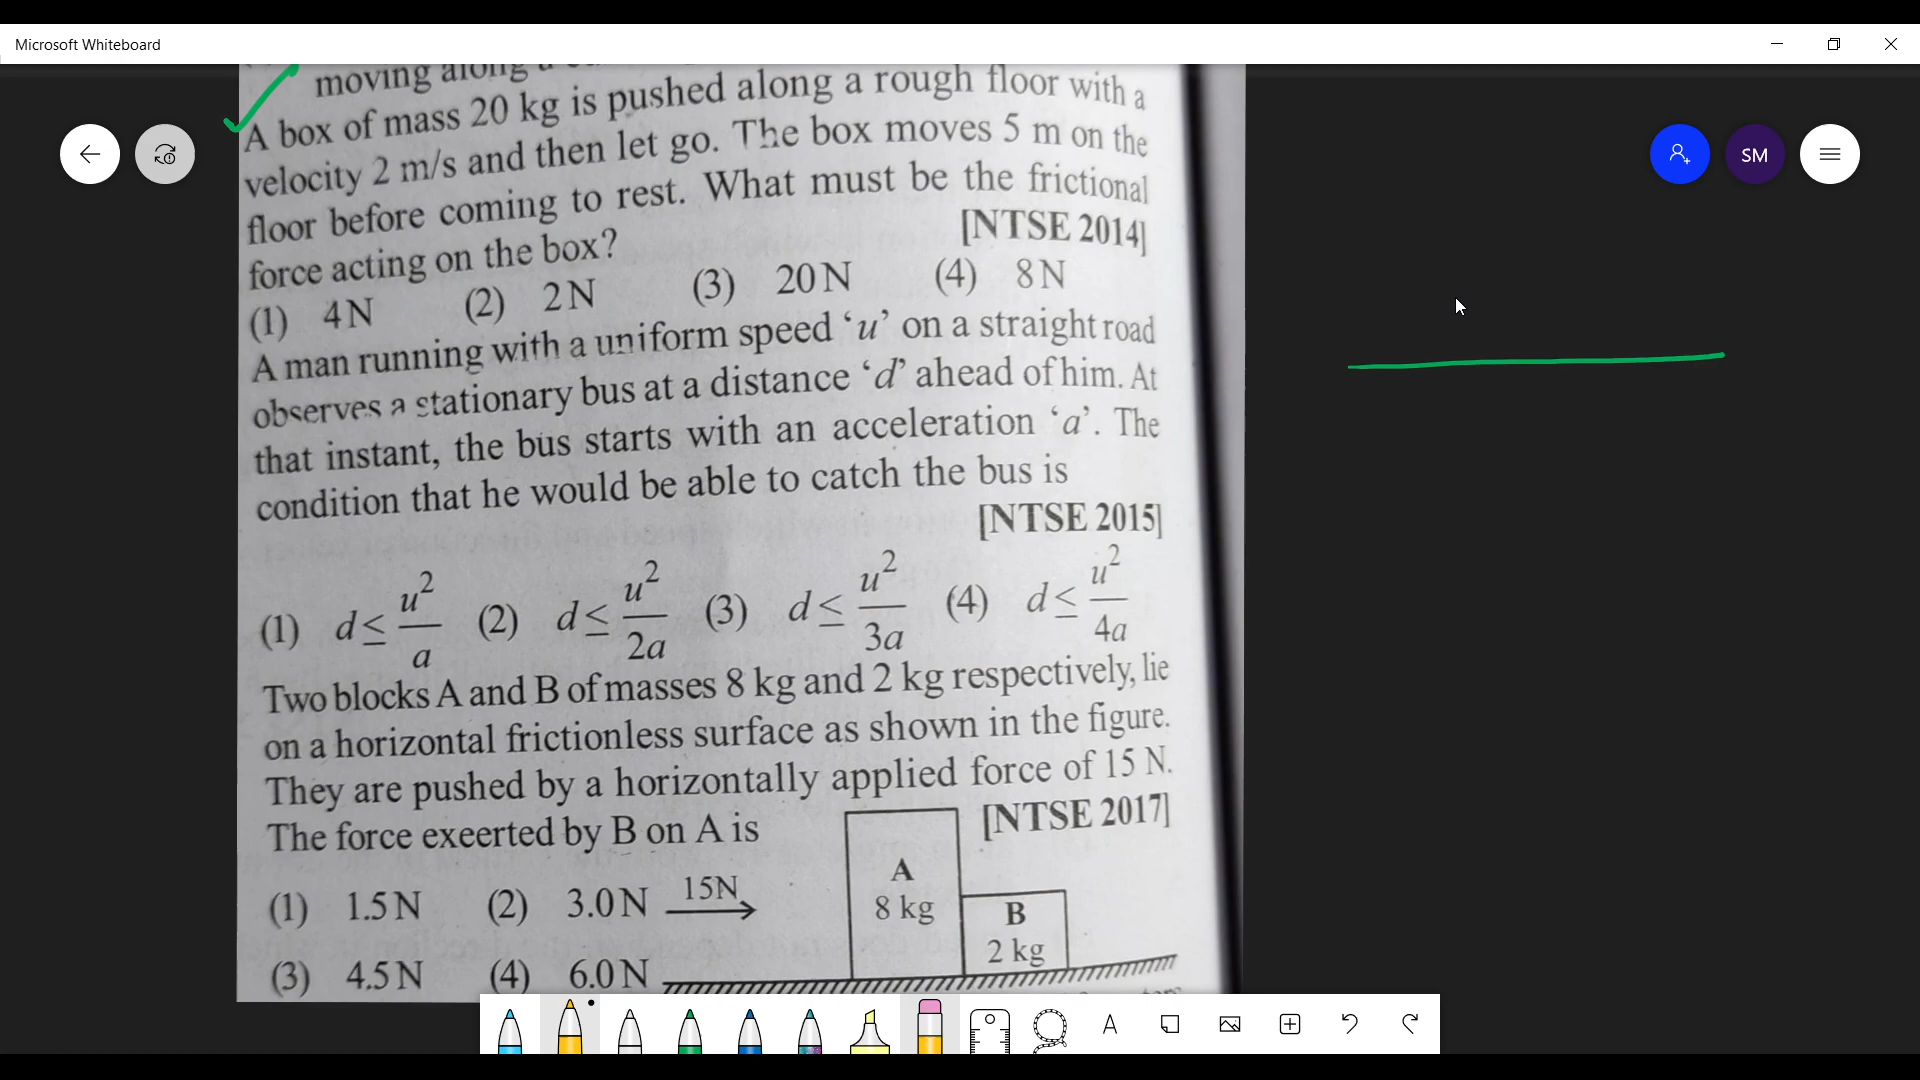 Microsoft Whiteboard
moving along a
A box of mass 20 kg is pushed along a rough floor with a
velocity 2 m/s and then let go. The box moves 5 m on the
floor before coming to rest. What must be the frictional
force acting on the box? [NTSE 2014]
(1) 4N (2) 2N (3) 20N (4) 8N
A man running with a uniform speed ‘u’ on a straight road
observes a stationary bus at a distance ‘d’ ahead of him. At
that instant, the bus starts with an acceleration ‘a’. The
condition that he would be able to catch the bus is
[NTSE 2015]
(1) d ≤ u²/a (2) d ≤ u²/2a (3) d ≤ u²/3a (4) d ≤ u²/4a
Two blocks A and B of masses 8 kg and 2 kg respectively, lie
on a horizontal frictionless surface as shown in the figure.
They are pushed by a horizontally applied force of 15 N.
The force exeerted by B on A is [NTSE 2017]
(1) 1.5N (2) 3.0N
(3) 4.5N (4) 6.0N
15N
A
8 kg
B
2 kg
SM
A